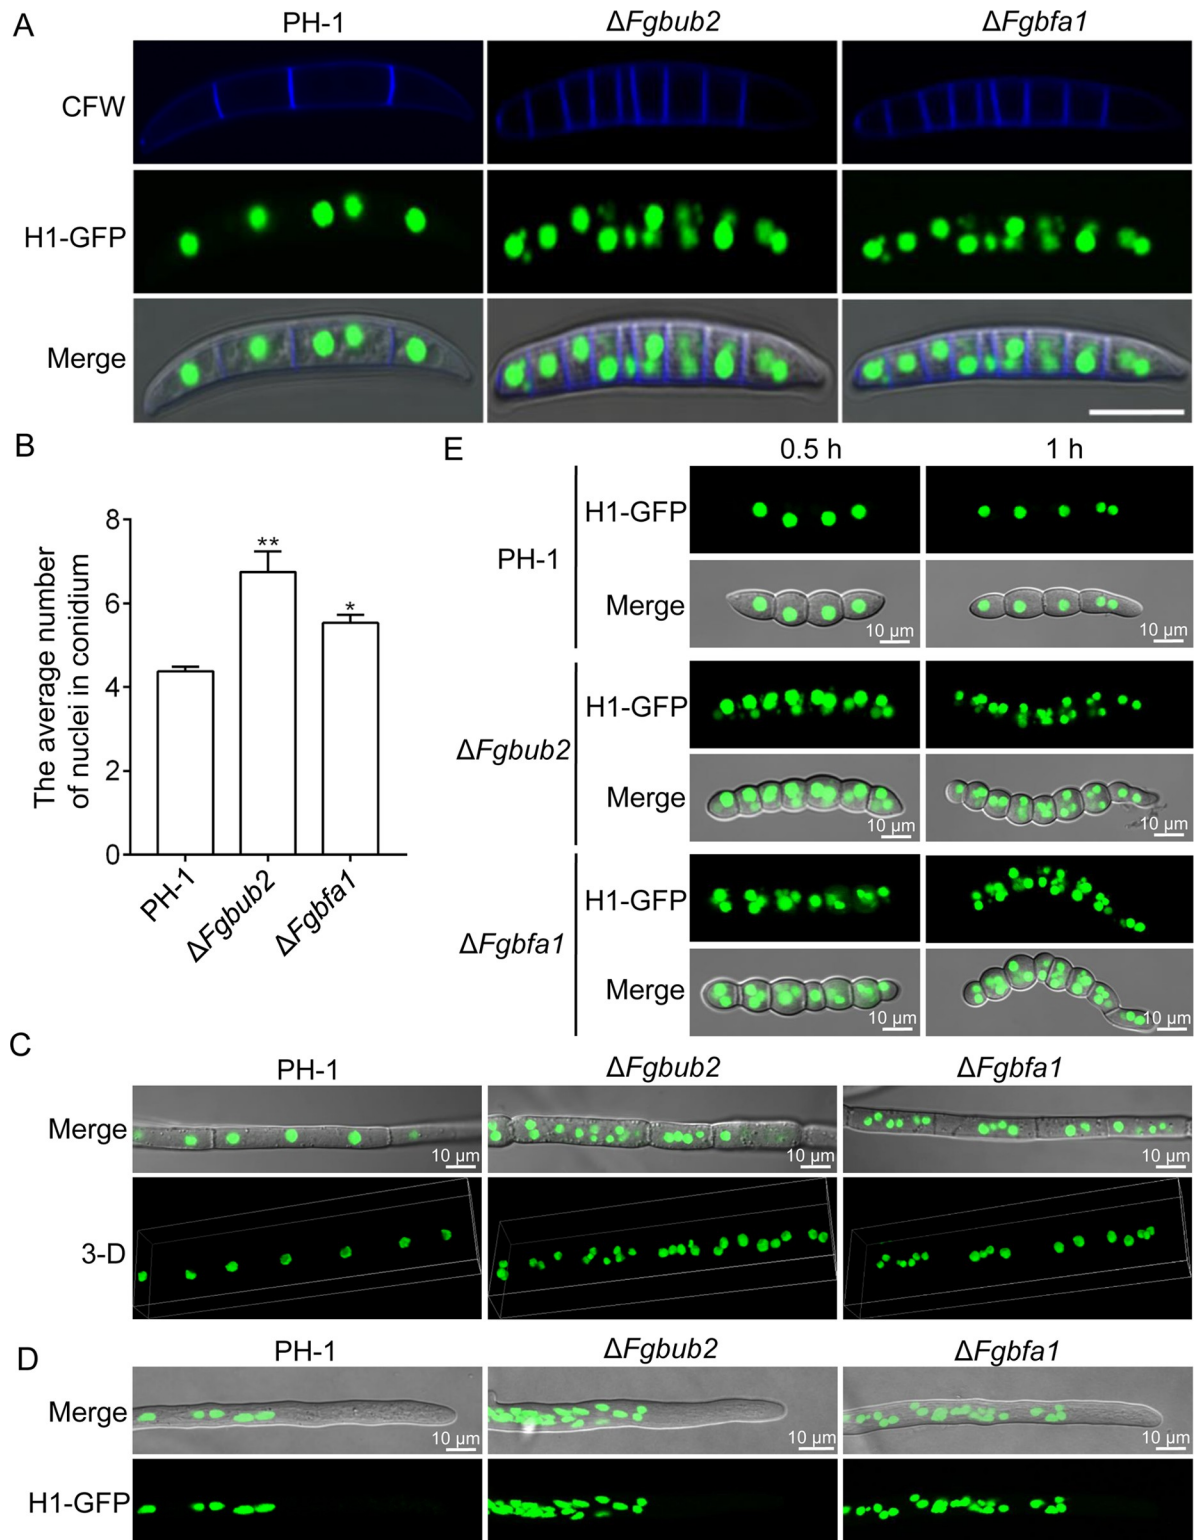 A
PH-1
ΔFgbub2
ΔFgbfa1
CFW
H1-GFP
Merge
B
The average number
of nuclei in conidium
8
6
4
2
0
**
*
PH-1
ΔFgbub2
ΔFgbfa1
E
0.5 h
1 h
PH-1
H1-GFP
Merge
10 μm
10 μm
ΔFgbub2
H1-GFP
Merge
10 μm
10 μm
ΔFgbfa1
H1-GFP
Merge
10 μm
10 μm
C
PH-1
ΔFgbub2
ΔFgbfa1
Merge
10 μm
10 μm
10 μm
3-D
D
PH-1
ΔFgbub2
ΔFgbfa1
Merge
10 μm
10 μm
10 μm
H1-GFP